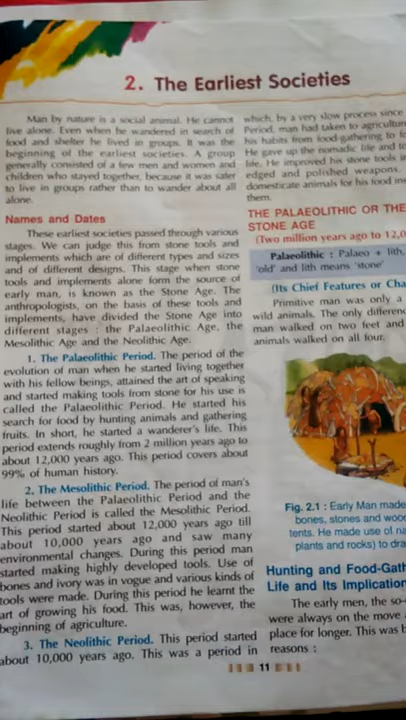 2. The Earliest Societies
Man by nature is a social animal. He cannot
live alone. Even when he wandered in search of
food and shelter he lived in groups. It was the
beginning of the earliest societies. A group
generally consisted of a few men and women and
children who stayed together, because it was safer
to live in groups rather than to wander about all
alone.
Names and Dates
These earliest societies passed through various
stages. We can judge this from stone tools and
implements which are of different types and sizes
and of different designs. This stage when stone
tools and implements alone form the source of
early man, is known as the Stone Age. The
anthropologists, on the basis of these tools and
implements, have divided the Stone Age into
different stages : the Palaeolithic Age, the
Mesolithic Age and the Neolithic Age.
1. The Palaeolithic Period. The period of the
evolution of man when he started living together
with his fellow beings, attained the art of speaking
and started making tools from stone for his use is
called the Palaeolithic Period. He started his
search for food by hunting animals and gathering
fruits. In short, he started a wanderer's life. This
period extends roughly from 2 million years ago to
about 12,000 years ago. This period covers about
99% of human history.
2. The Mesolithic Period. The period of man's
life between the Palaeolithic Period and the
Neolithic Period is called the Mesolithic Period.
This period started about 12,000 years ago till
about 10,000 years ago and saw many
environmental changes. During this period man
started making highly developed tools. Use of
bones and ivory was in vogue and various kinds of
tools were made. During this period he learnt the
art of growing his food. This was, however, the
beginning of agriculture.
3. The Neolithic Period. This period started
about 10,000 years ago. This was a period in
which, by a very slow process since
Period, man had taken to agricultur
his habits from food-gathering to fo
He gave up the nomadic life and to
life. He improved his stone tools i
edged and polished weapons.
domesticate animals for his food in
them.
THE PALAEOLITHIC OR THE
STONE AGE
(Two million years ago to 12,0
Palaeolithic : Palaeo + lith,
'old' and lith means 'stone'
(Its Chief Features or Cha
Primitive man was only a
wild animals. The only differenc
man walked on two feet and
animals walked on all four.
Fig. 2.1 : Early Man made
bones, stones and wood
tents. He made use of na
plants and rocks) to dra
Hunting and Food-Gath
Life and Its Implication
The early men, the so-
were always on the move
place for longer. This was b
reasons :
11